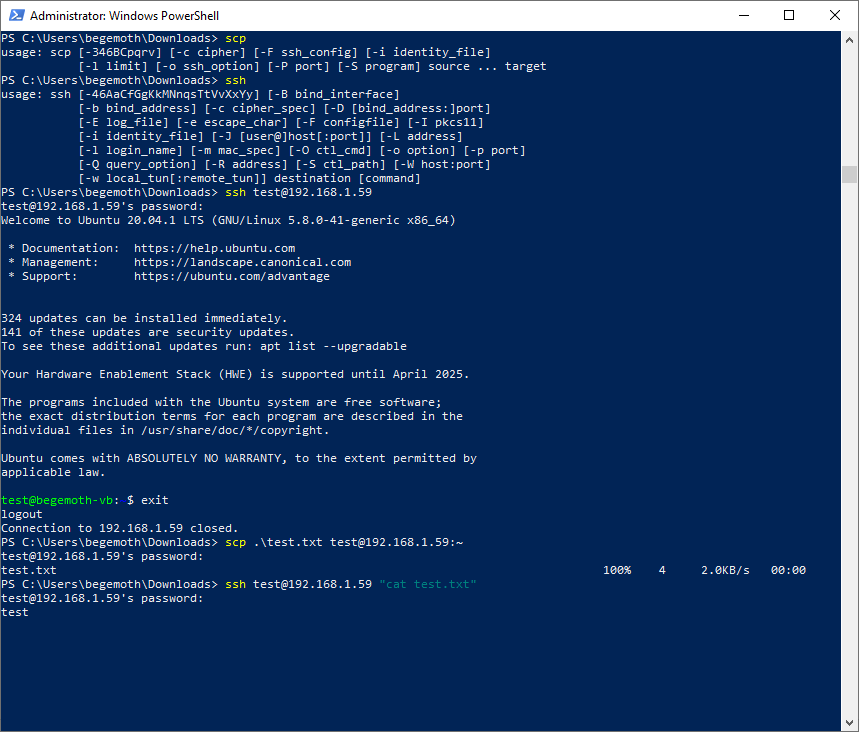 Administrator: Windows PowerShell
PS C:\Users\begemoth\Downloads> scp
usage: scp [-346BCpqrv] [-c cipher] [-F ssh_config] [-i identity_file]
           [-l limit] [-o ssh_option] [-P port] [-S program] source ... target
PS C:\Users\begemoth\Downloads> ssh
usage: ssh [-46AaCfGgKkMNnqsTtVvXxYy] [-B bind_interface]
           [-b bind_address] [-c cipher_spec] [-D [bind_address:]port]
           [-E log_file] [-e escape_char] [-F configfile] [-I pkcs11]
           [-i identity_file] [-J [user@]host[:port]] [-L address]
           [-l login_name] [-m mac_spec] [-O ctl_cmd] [-o option] [-p port]
           [-Q query_option] [-R address] [-S ctl_path] [-W host:port]
           [-w local_tun[:remote_tun]] destination [command]
PS C:\Users\begemoth\Downloads> ssh test@192.168.1.59
test@192.168.1.59's password:
Welcome to Ubuntu 20.04.1 LTS (GNU/Linux 5.8.0-41-generic x86_64)

 * Documentation:  https://help.ubuntu.com
 * Management:     https://landscape.canonical.com
 * Support:        https://ubuntu.com/advantage

324 updates can be installed immediately.
141 of these updates are security updates.
To see these additional updates run: apt list --upgradable

Your Hardware Enablement Stack (HWE) is supported until April 2025.

The programs included with the Ubuntu system are free software;
the exact distribution terms for each program are described in the
individual files in /usr/share/doc/*/copyright.

Ubuntu comes with ABSOLUTELY NO WARRANTY, to the extent permitted by
applicable law.

test@begemoth-vb: $ exit
logout
Connection to 192.168.1.59 closed.
PS C:\Users\begemoth\Downloads> scp .\test.txt test@192.168.1.59:~
test@192.168.1.59's password:
test.txt                                                                              100%    4     2.0KB/s   00:00
PS C:\Users\begemoth\Downloads> ssh test@192.168.1.59 "cat test.txt"
test@192.168.1.59's password:
test